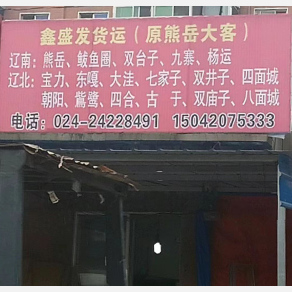 鑫盛发货运（原熊岳大客）
辽南：熊岳、鲅鱼圈、双台子、九寨、杨运
辽北：宝力、东嘎、大洼、七家子、双井子、四面城
朝阳、鴜鹭、四合、古于、双庙子、八面城
电话：024-24228491 15042075333